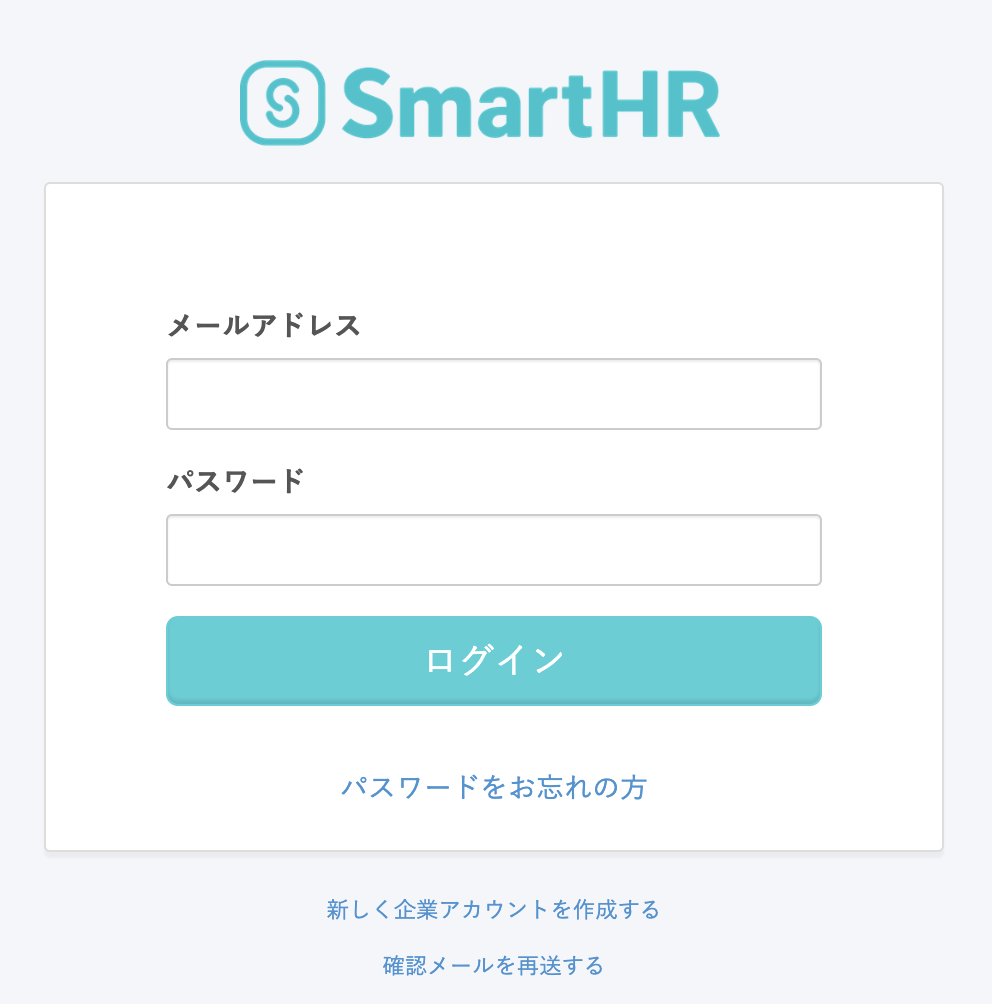 SmartHR
メールアドレス
パスワード
ログイン
パスワードをお忘れの方
新しく企業アカウントを作成する
確認メールを再送する